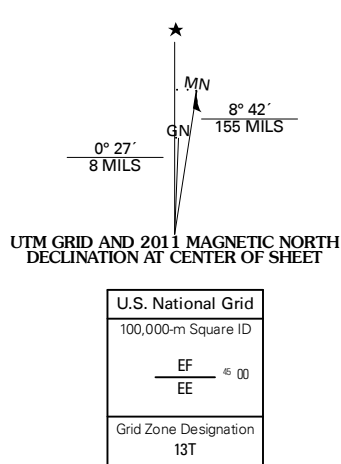 ★
MN
8° 42´
155 MILS
GN
0° 27´
8 MILS
UTM GRID AND 2011 MAGNETIC NORTH
DECLINATION AT CENTER OF SHEET
U.S. National Grid
100,000-m Square ID
EF
45 00
EE
Grid Zone Designation
13T